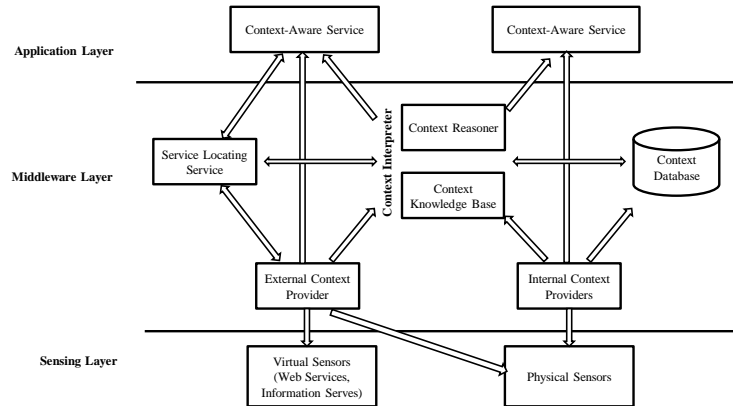 Context-Aware Service
Context-Aware Service
Application Layer
Context Interpreter
Context Reasoner
Service Locating
Service
Context
Database
Middleware Layer
Context
Knowledge Base
External Context
Provider
Internal Context
Providers
Sensing Layer
Virtual Sensors
(Web Services,
Information Serves)
Physical Sensors